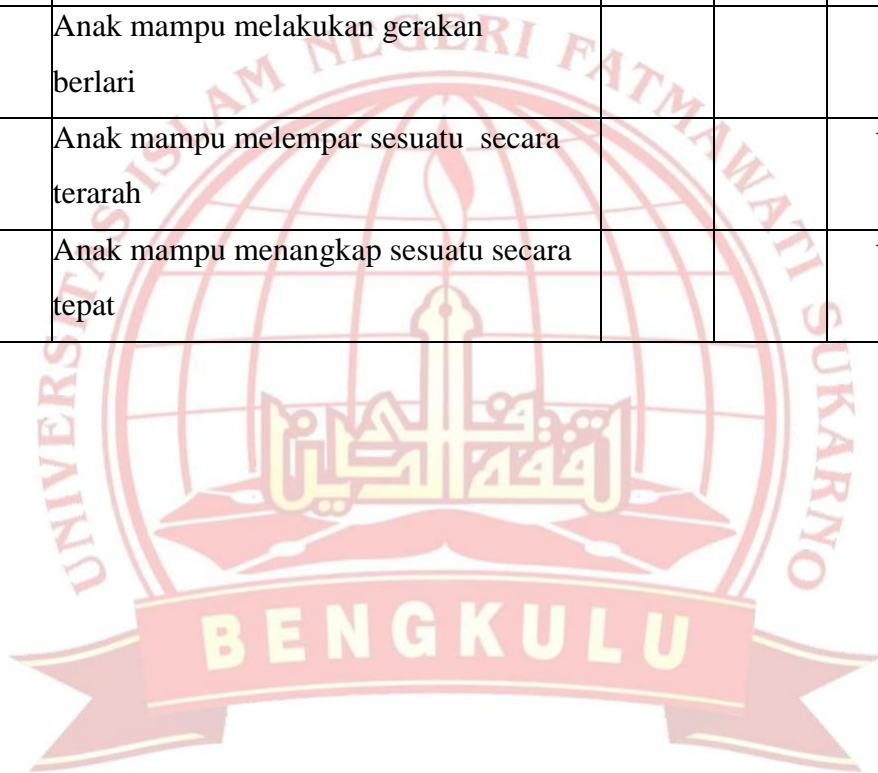 Anak mampu melakukan gerakan
berlari
Anak mampu melempar sesuatu secara
terarah
Anak mampu menangkap sesuatu secara
tepat
UNIVERSITAS ISLAM NEGERI FATMAWATI SUKARNO
BENGKULU